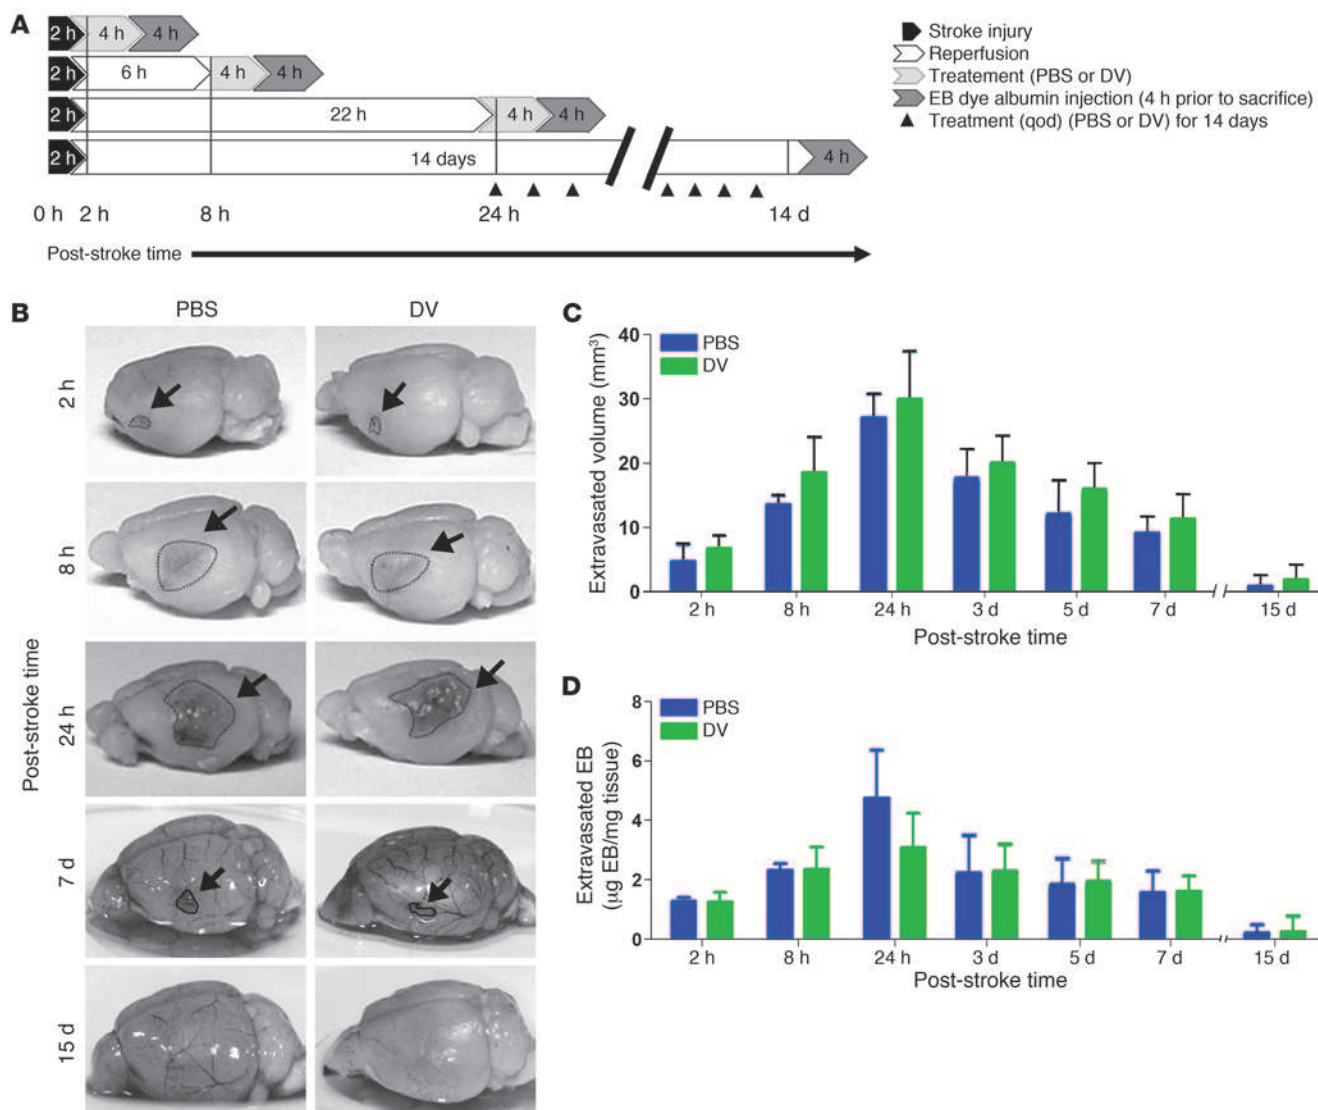 A
2 h 4 h 4 h
2 h 6 h 4 h 4 h
2 h 22 h 4 h 4 h
2 h 14 days 4 h
0 h 2 h 8 h 24 h 14 d
Post-stroke time
Stroke injury
Reperfusion
Treatement (PBS or DV)
EB dye albumin injection (4 h prior to sacrifice)
Treatment (qod) (PBS or DV) for 14 days
B
PBS DV
Post-stroke time
2 h
8 h
24 h
7 d
15 d
C
PBS
DV
Extravasated volume (mm³)
40
30
20
10
0
2 h 8 h 24 h 3 d 5 d 7 d 15 d
Post-stroke time
D
PBS
DV
Extravasated EB
(µg EB/mg tissue)
8
6
4
2
0
2 h 8 h 24 h 3 d 5 d 7 d 15 d
Post-stroke time